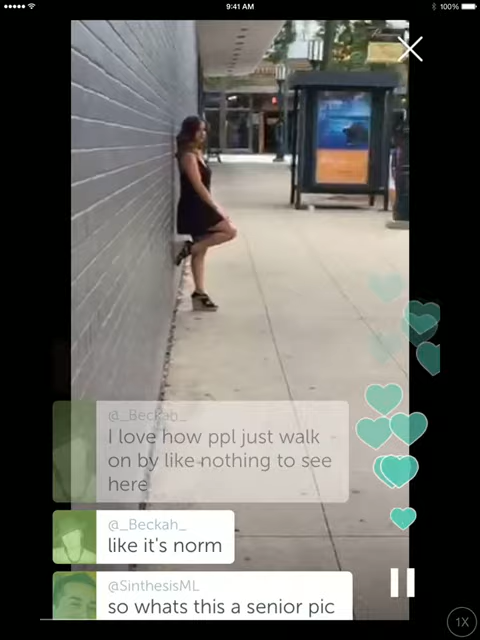 9:41 AM
100%
@_Beckah_
I love how ppl just walk
on by like nothing to see
here
@_Beckah_
like it's norm
@SinthesisML
so whats this a senior pic
1X